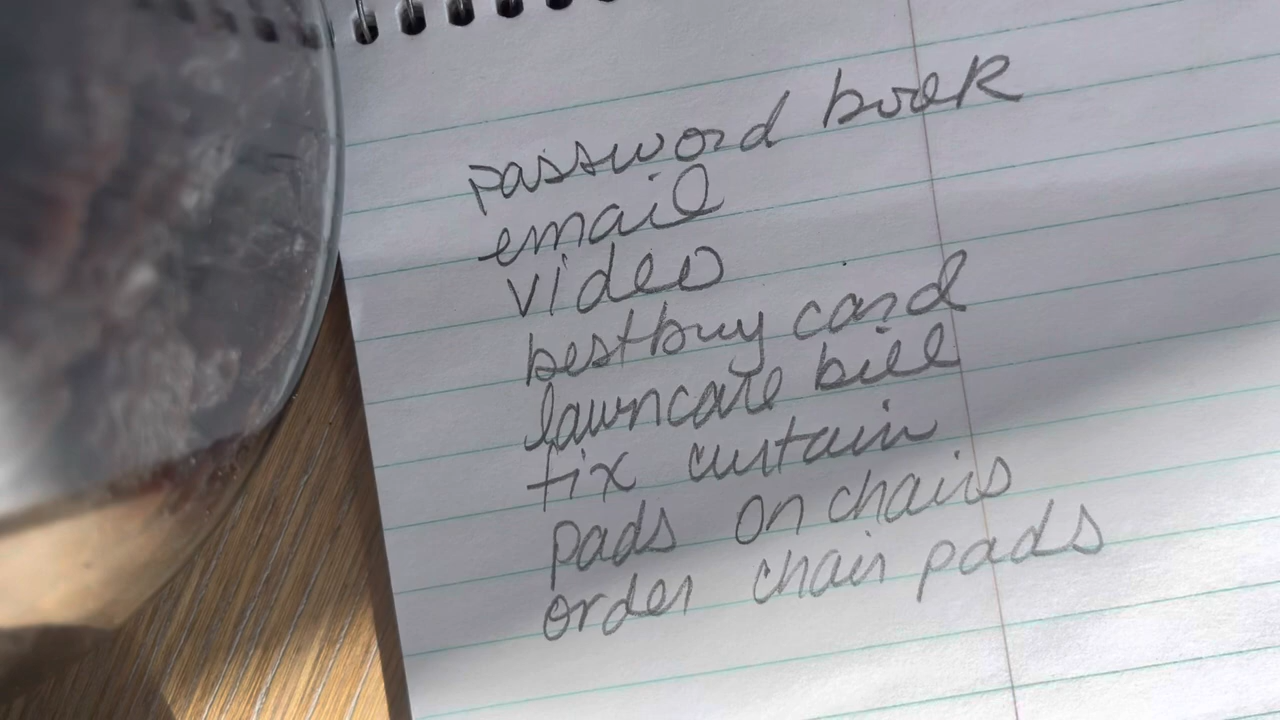 password book
email
video
bestbuy card
lawncare bill
fix curtain
pads on chairs
order chair pads